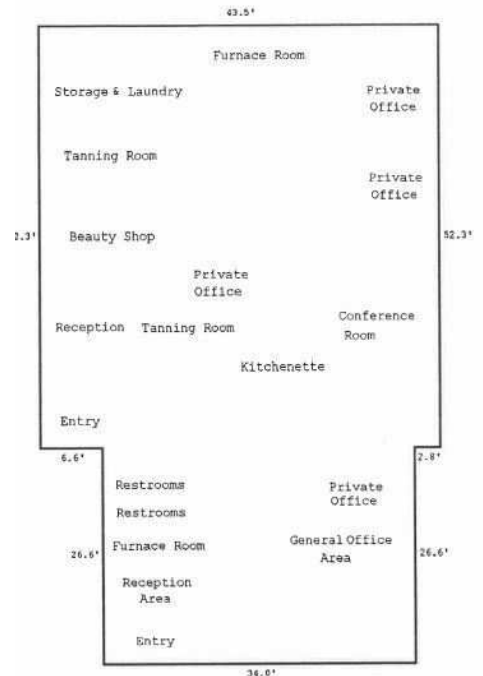 43.5'
Furnace Room
Storage & Laundry
Private
Office
Tanning Room
Private
Office
2.3'
Beauty Shop
52.3'
Private
Office
Reception
Tanning Room
Conference
Room
Kitchenette
Entry
6.6'
2.8'
Restrooms
Private
Office
Restrooms
Furnace Room
General Office
Area
26.6'
26.6'
Reception
Area
Entry
34.0'